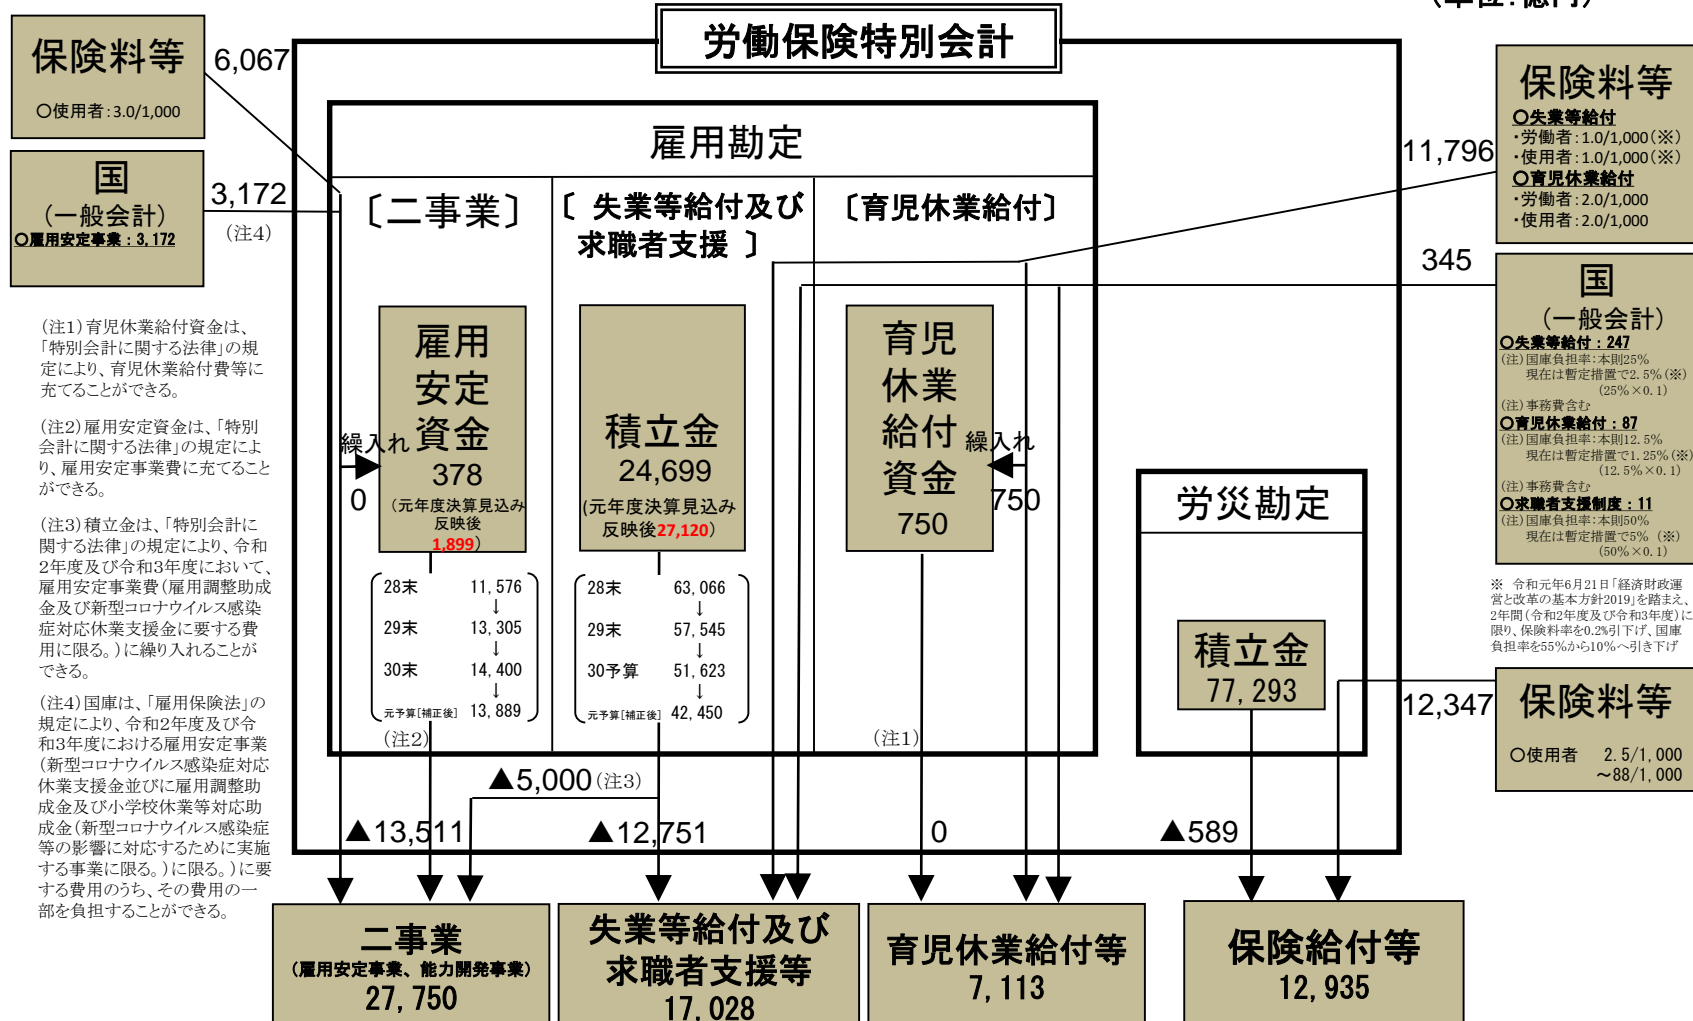 （単位：億円）
労働保険特別会計
保険料等
○使用者：3.0/1,000
6,067
国
（一般会計）
○雇用安定事業：3,172
3,172
（注4）
雇用勘定
〔二事業〕
〔 失業等給付及び
求職者支援 〕
〔育児休業給付〕
11,796
保険料等
○失業等給付
・労働者：1.0/1,000（※）
・使用者：1.0/1,000（※）
○育児休業給付
・労働者：2.0/1,000
・使用者：2.0/1,000
345
国
（一般会計）
○失業等給付：247
（注）国庫負担率：本則25%
現在は暫定措置で2.5%（※）
（25%×0.1）
（注）事務費含む
○育児休業給付：87
（注）国庫負担率：本則12.5%
現在は暫定措置で1.25%（※）
（12.5%×0.1）
（注）事務費含む
○求職者支援制度：11
（注）国庫負担率：本則50%
現在は暫定措置で5% （※）
（50%×0.1）
※ 令和元年6月21日「経済財政運
営と改革の基本方針2019」を踏まえ、
2年間（令和2年度及び令和3年度）に
限り、保険料率を0.2%引下げ、国庫
負担率を55%から10%へ引き下げ
（注1）育児休業給付資金は、
「特別会計に関する法律」の規
定により、育児休業給付費等に
充てることができる。
（注2）雇用安定資金は、「特別
会計に関する法律」の規定によ
り、雇用安定事業費に充てること
ができる。
（注3）積立金は、「特別会計に
関する法律」の規定により、令和
2年度及び令和3年度において、
雇用安定事業費（雇用調整助成
金及び新型コロナウイルス感染
症対応休業支援金に要する費
用に限る。）に繰り入れることが
できる。
（注4）国庫は、「雇用保険法」の
規定により、令和2年度及び令
和3年度における雇用安定事業
（新型コロナウイルス感染症対応
休業支援金並びに雇用調整助
成金及び小学校休業等対応助
成金（新型コロナウイルス感染症
等の影響に対応するために実施
する事業に限る。）に限る。）に要
する費用のうち、その費用の一
部を負担することができる。
雇用
安定
資金
378
（元年度決算見込み
反映後
1,899）
繰入れ
0
28末 11,576
↓
29末 13,305
↓
30末 14,400
↓
元予算[補正後] 13,889
（注2）
積立金
24,699
（元年度決算見込み
反映後27,120）
28末 63,066
↓
29末 57,545
↓
30予算 51,623
↓
元予算[補正後] 42,450
育児
休業
給付
資金
750
繰入れ
750
（注1）
労災勘定
積立金
77,293
12,347
保険料等
○使用者 2.5/1,000
～88/1,000
▲5,000（注3）
▲13,511
▲12,751
0
▲589
二事業
（雇用安定事業、能力開発事業）
27,750
失業等給付及び
求職者支援等
17,028
育児休業給付等
7,113
保険給付等
12,935